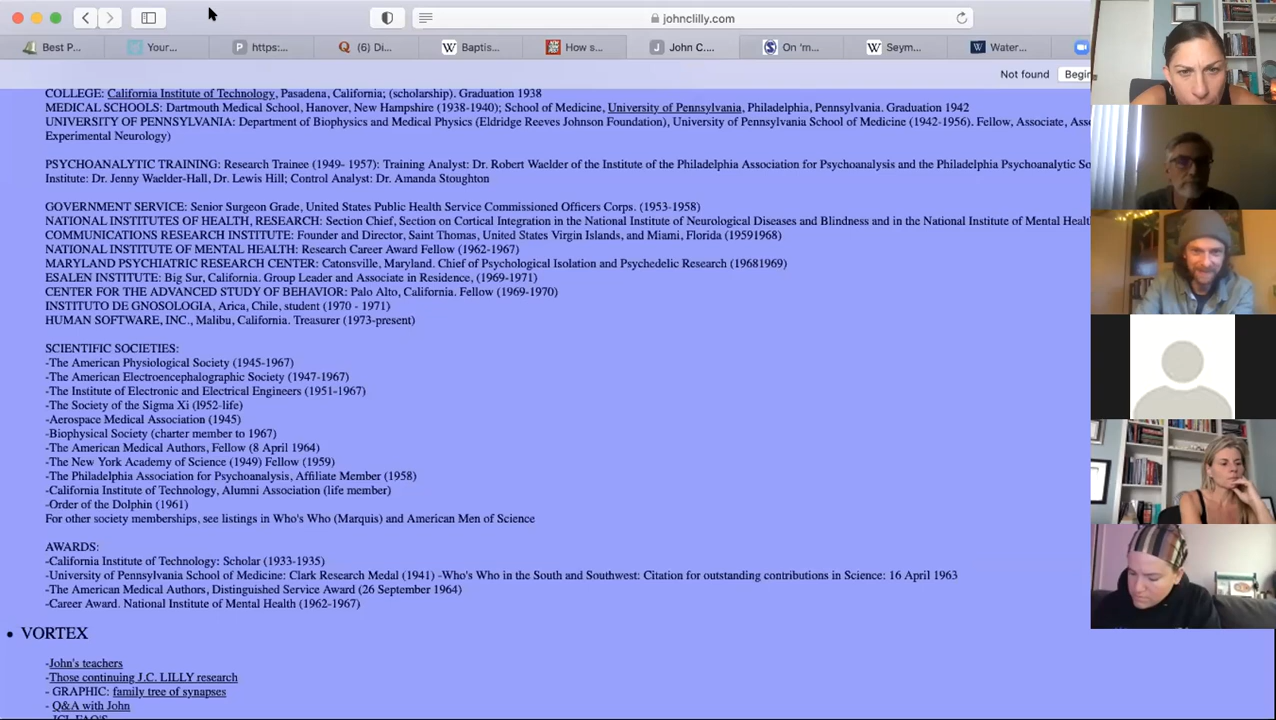 johnclilly.com
Best P...
Your...
https:...
(6) Di...
Baptis...
How s...
John C....
On 'rn...
Seym...
Water...
Not found
Begin
COLLEGE: California Institute of Technology, Pasadena, California; (scholarship). Graduation 1938
MEDICAL SCHOOLS: Dartmouth Medical School, Hanover, New Hampshire (1938-1940); School of Medicine, University of Pennsylvania, Philadelphia, Pennsylvania. Graduation 1942
UNIVERSITY OF PENNSYLVANIA: Department of Biophysics and Medical Physics (Eldridge Reeves Johnson Foundation), University of Pennsylvania School of Medicine (1942-1956). Fellow, Associate, Asso
Experimental Neurology)
PSYCHOANALYTIC TRAINING: Research Trainee (1949- 1957): Training Analyst: Dr. Robert Waelder of the Institute of the Philadelphia Association for Psychoanalysis and the Philadelphia Psychoanalytic So
Institute: Dr. Jenny Waelder-Hall, Dr. Lewis Hill; Control Analyst: Dr. Amanda Stoughton
GOVERNMENT SERVICE: Senior Surgeon Grade, United States Public Health Service Commissioned Officers Corps. (1953-1958)
NATIONAL INSTITUTES OF HEALTH, RESEARCH: Section Chief, Section on Cortical Integration in the National Institute of Neurological Diseases and Blindness and in the National Institute of Mental Healt
COMMUNICATIONS RESEARCH INSTITUTE: Founder and Director, Saint Thomas, United States Virgin Islands, and Miami, Florida (19591968)
NATIONAL INSTITUTE OF MENTAL HEALTH: Research Career Award Fellow (1962-1967)
MARYLAND PSYCHIATRIC RESEARCH CENTER: Catonsville, Maryland. Chief of Psychological Isolation and Psychedelic Research (19681969)
ESALEN INSTITUTE: Big Sur, California. Group Leader and Associate in Residence, (1969-1971)
CENTER FOR THE ADVANCED STUDY OF BEHAVIOR: Palo Alto, California. Fellow (1969-1970)
INSTITUTO DE GNOSOLOGIA, Arica, Chile, student (1970 - 1971)
HUMAN SOFTWARE, INC., Malibu, California. Treasurer (1973-present)
SCIENTIFIC SOCIETIES:
-The American Physiological Society (1945-1967)
-The American Electroencephalographic Society (1947-1967)
-The Institute of Electronic and Electrical Engineers (1951-1967)
-The Society of the Sigma Xi (l952-life)
-Aerospace Medical Association (1945)
-Biophysical Society (charter member to 1967)
-The American Medical Authors, Fellow (8 April 1964)
-The New York Academy of Science (1949) Fellow (1959)
-The Philadelphia Association for Psychoanalysis, Affiliate Member (1958)
-California Institute of Technology, Alumni Association (life member)
-Order of the Dolphin (1961)
For other society memberships, see listings in Who's Who (Marquis) and American Men of Science
AWARDS:
-California Institute of Technology: Scholar (1933-1935)
-University of Pennsylvania School of Medicine: Clark Research Medal (1941) -Who's Who in the South and Southwest: Citation for outstanding contributions in Science: 16 April 1963
-The American Medical Authors, Distinguished Service Award (26 September 1964)
-Career Award. National Institute of Mental Health (1962-1967)
• VORTEX
-John's teachers
-Those continuing J.C. LILLY research
- GRAPHIC: family tree of synapses
- Q&A with John
- JCL FAQ'S